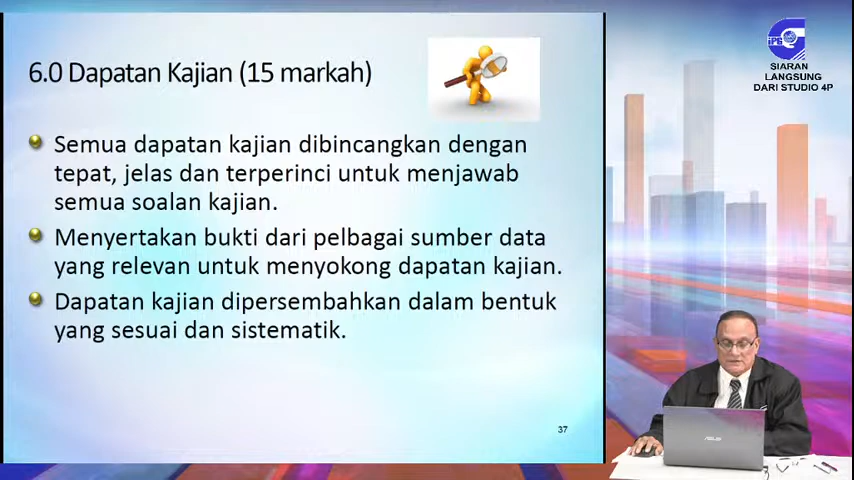 6.0 Dapatan Kajian (15 markah)
Semua dapatan kajian dibincangkan dengan
tepat, jelas dan terperinci untuk menjawab
semua soalan kajian.
Menyertakan bukti dari pelbagai sumber data
yang relevan untuk menyokong dapatan kajian.
Dapatan kajian dipersembahkan dalam bentuk
yang sesuai dan sistematik.
37
iPG
SIARAN
LANGSUNG
DARI STUDIO 4P
ASUS